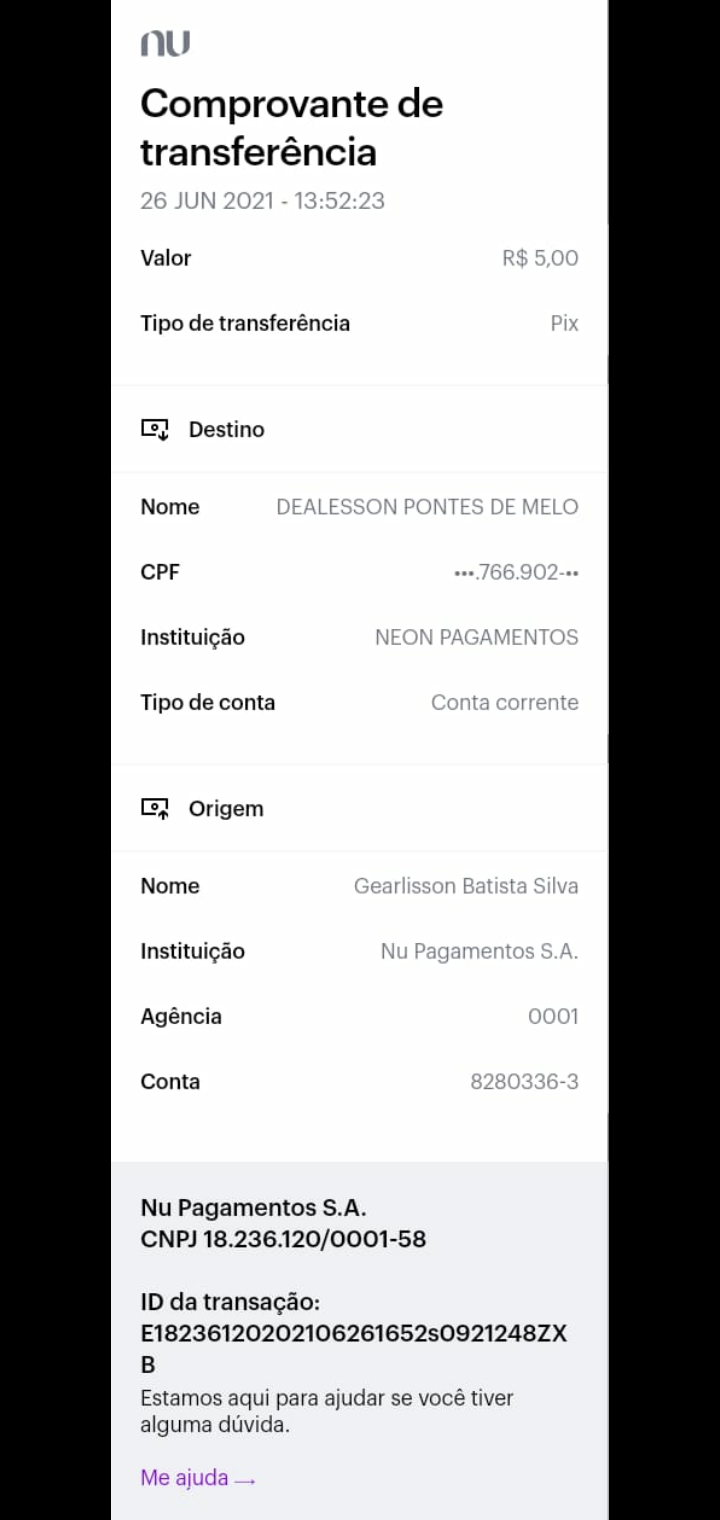 nu
Comprovante de
transferência
26 JUN 2021 - 13:52:23
Valor R$ 5,00
Tipo de transferência Pix
Destino
Nome DEALESSON PONTES DE MELO
CPF •••.766.902-••
Instituição NEON PAGAMENTOS
Tipo de conta Conta corrente
Origem
Nome Gearlisson Batista Silva
Instituição Nu Pagamentos S.A.
Agência 0001
Conta 8280336-3
Nu Pagamentos S.A.
CNPJ 18.236.120/0001-58
ID da transação:
E18236120202106261652s0921248ZX
B
Estamos aqui para ajudar se você tiver
alguma dúvida.
Me ajuda →